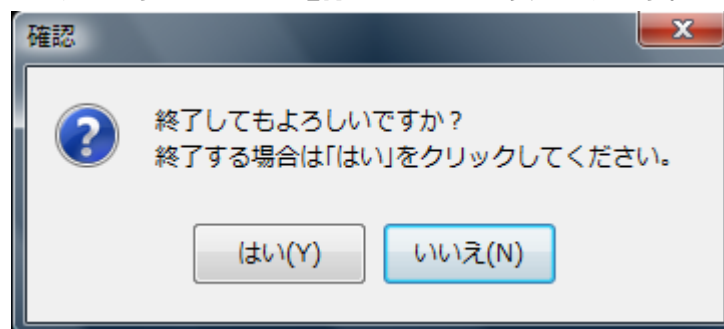 確認
終了してもよろしいですか？
終了する場合は「はい」をクリックしてください。
はい(Y)
いいえ(N)